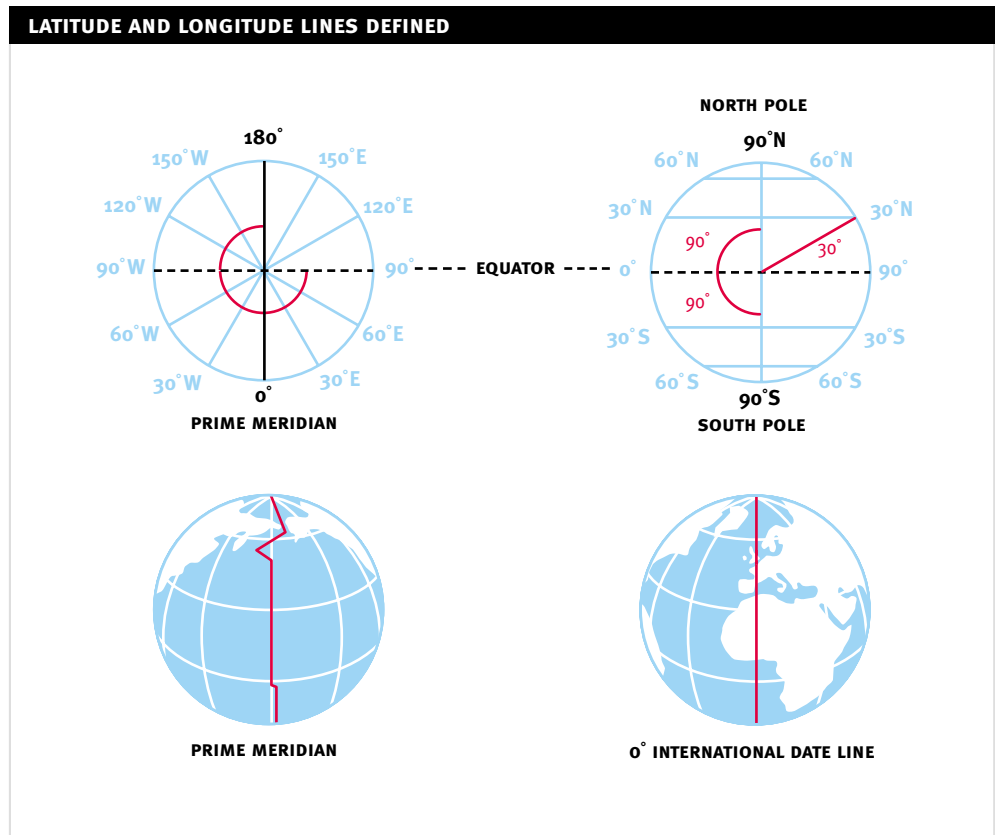 LATITUDE AND LONGITUDE LINES DEFINED
180°
150°W
150°E
120°W
120°E
90°W
90°
60°W
60°E
30°W
30°E
0°
PRIME MERIDIAN
EQUATOR
NORTH POLE
90°N
60°N
60°N
30°N
30°N
90°
30°
0°
90°
90°
30°S
30°S
60°S
60°S
90°S
SOUTH POLE
PRIME MERIDIAN
0° INTERNATIONAL DATE LINE